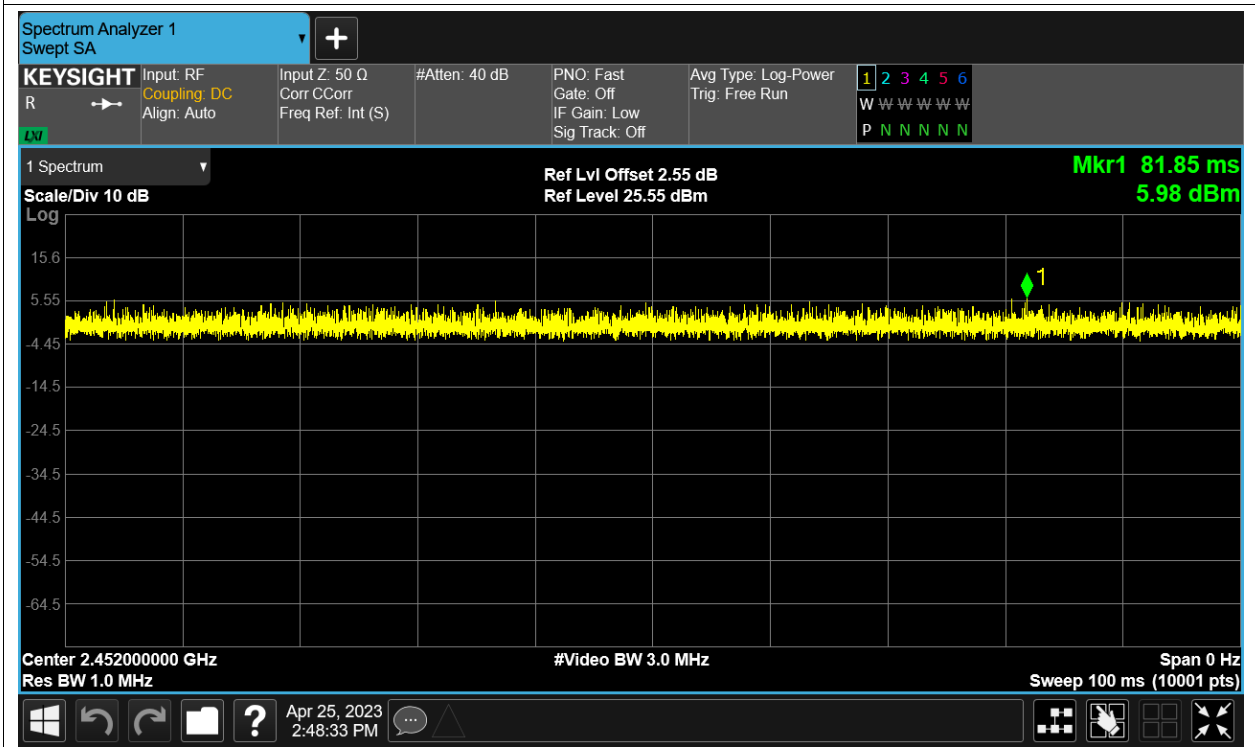 Spectrum Analyzer 1
Swept SA
KEYSIGHT
R
LXI
Input: RF
Coupling: DC
Align: Auto
Input Z: 50 Ω
Corr CCorr
Freq Ref: Int (S)
#Atten: 40 dB
PNO: Fast
Gate: Off
IF Gain: Low
Sig Track: Off
Avg Type: Log-Power
Trig: Free Run
1 2 3 4 5 6
W W W W W W
P N N N N N
1 Spectrum
Scale/Div 10 dB
Ref Lvl Offset 2.55 dB
Ref Level 25.55 dBm
Mkr1 81.85 ms
5.98 dBm
Log
15.6
5.55
-4.45
-14.5
-24.5
-34.5
-44.5
-54.5
-64.5
1
Center 2.452000000 GHz
Res BW 1.0 MHz
#Video BW 3.0 MHz
Span 0 Hz
Sweep 100 ms (10001 pts)
?
Apr 25, 2023
2:48:33 PM